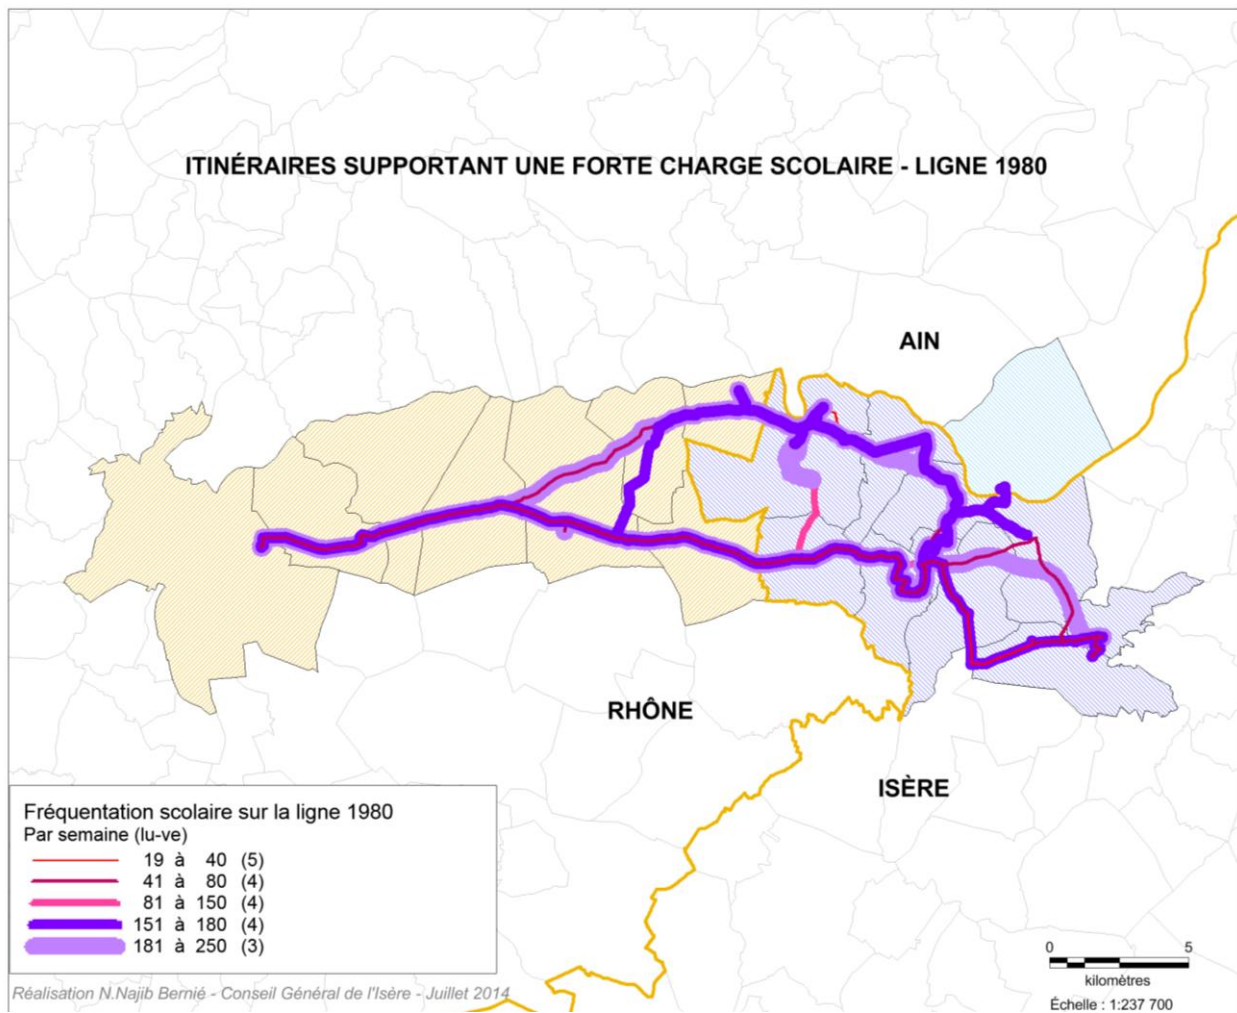 ITINÉRAIRES SUPPORTANT UNE FORTE CHARGE SCOLAIRE - LIGNE 1980
AIN
RHÔNE
ISÈRE
Fréquentation scolaire sur la ligne 1980
Par semaine (lu-ve)
19 à 40 (5)
41 à 80 (4)
81 à 150 (4)
151 à 180 (4)
181 à 250 (3)
0 5
kilomètres
Échelle : 1:237 700
Réalisation N.Najib Bernié - Conseil Général de l'Isère - Juillet 2014